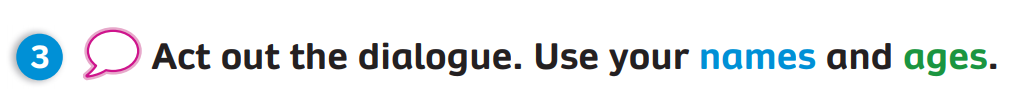 3 Act out the dialogue. Use your names and ages.